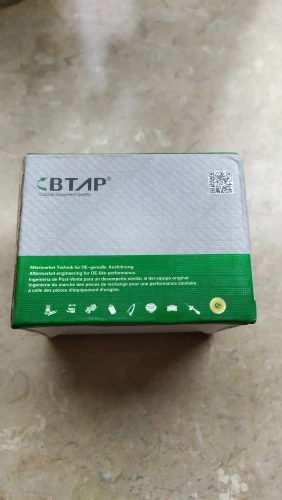 BTAP®
Original Equipment Quality
Aftermarket Technik für OE-gemäße Ausführung.
Aftermarket engineering for OE-like performance.
Ingenieria de Post-Venta para un desempeño similar al del equipo original.
Ingénierie du marché des pièces de rechange pour une performance similaire
à celle des pièces d'équipement d'origine.